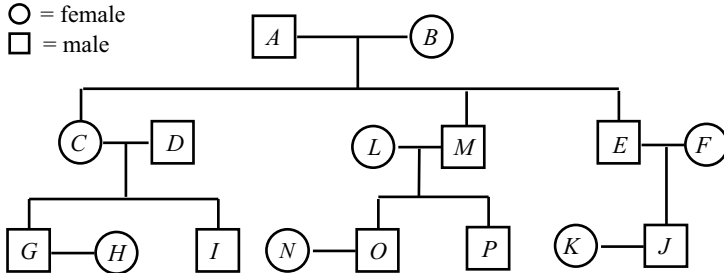 = female
= male
A B
C D L M E F
G H I N O P K J